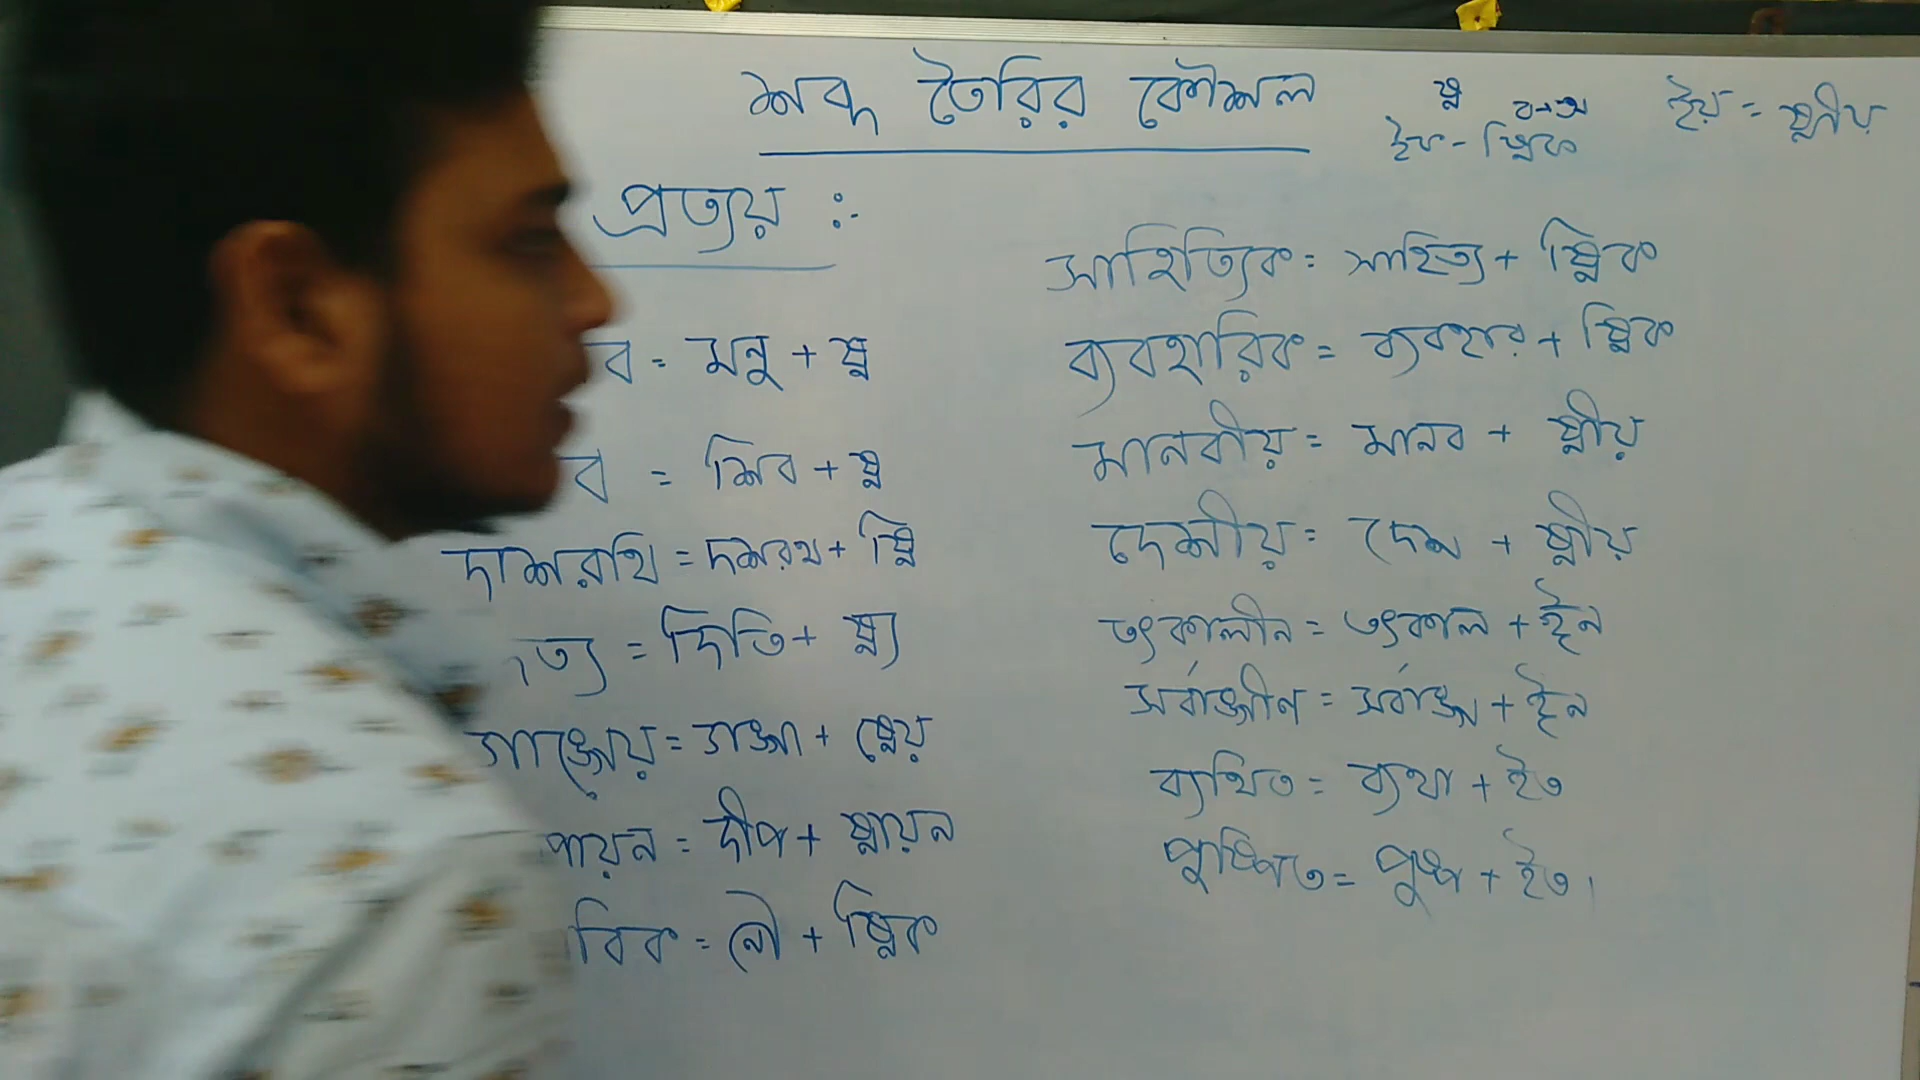 শব্দ তৈরির কৌশল
ষ্ণ
ইক - ষ্ণিক
ইয় = ষ্ণীয়
প্রত্যয় :-
ব = মনু + ষ্ণ
ব = শিব + ষ্ণ
দাশরথি = দশরথ + ষ্ণি
ত্য = দিতি + ষ্ণ্য
গাঙ্গেয় = গঙ্গা + ষ্ণেয়
পায়ন = দ্বীপ + ষ্ণায়ন
বিক = নৌ + ষ্ণিক
সাহিত্যিক = সাহিত্য + ষ্ণিক
ব্যবহারিক = ব্যবহার + ষ্ণিক
মানবীয় = মানব + ষ্ণীয়
দেশীয় = দেশ + ষ্ণীয়
তৎকালীন = তৎকাল + ঈন
সর্বাঙ্গীন = সর্বাঙ্গ + ঈন
ব্যথিত = ব্যথা + ইত
পুষ্পিত = পুষ্প + ইত।